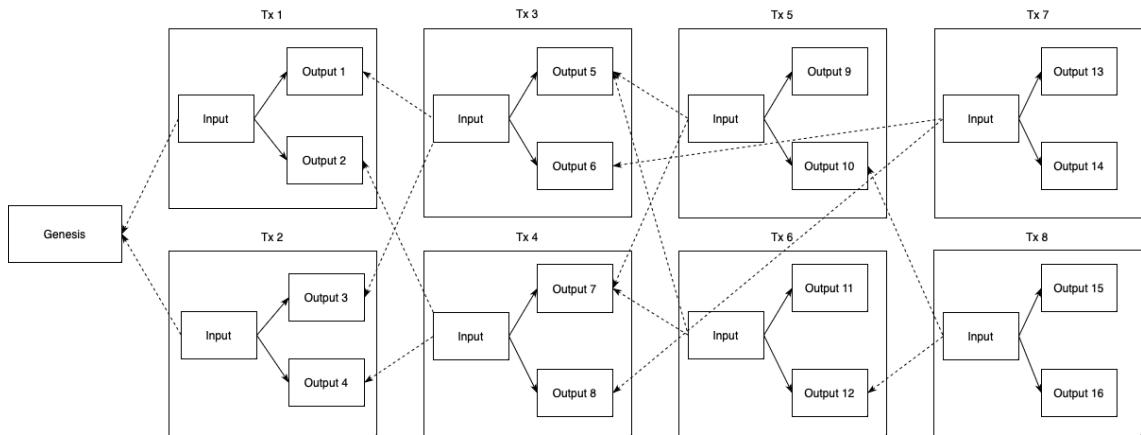 Tx 1
Tx 3
Tx 5
Tx 7
Output 1
Output 5
Output 9
Output 13
Input
Input
Input
Input
Output 2
Output 6
Output 10
Output 14
Genesis
Tx 2
Tx 4
Tx 6
Tx 8
Output 3
Output 7
Output 11
Output 15
Input
Input
Input
Input
Output 4
Output 8
Output 12
Output 16